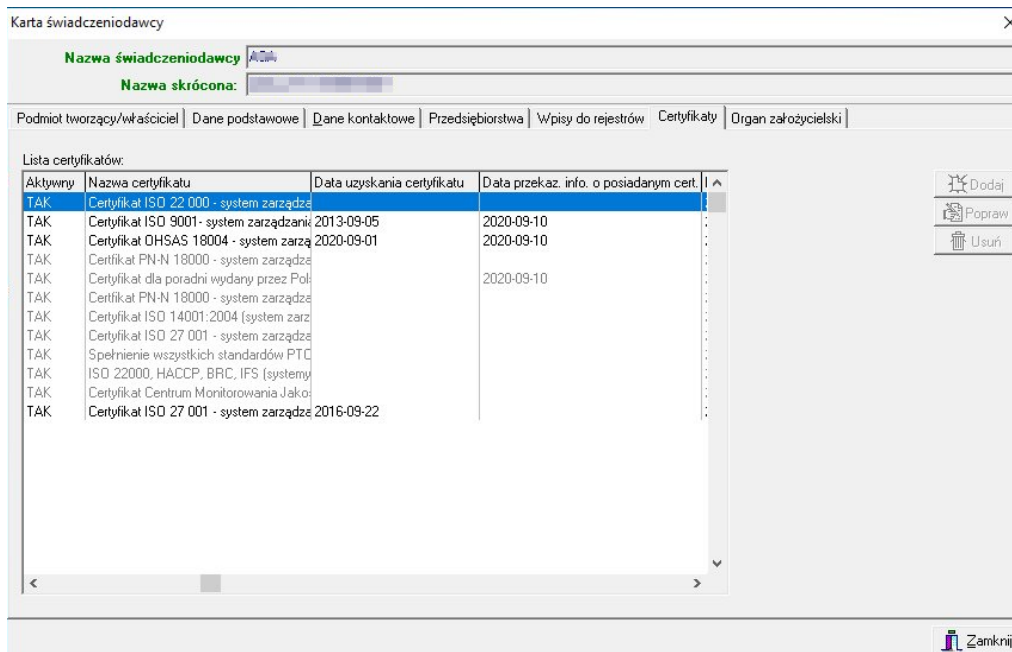 Karta świadczeniodawcy
Nazwa świadczeniodawcy
Nazwa skrócona:
Podmiot tworzący/właściciel Dane podstawowe Dane kontaktowe Przedsiębiorstwa Wpisy do rejestrów Certyfikaty Organ założycielski
Lista certyfikatów:
Aktywny Nazwa certyfikatu Data uzyskania certyfikatu Data przekaz. info. o posiadanym cert.
TAK Certyfikat ISO 22 000 - system zarządza
TAK Certyfikat ISO 9001- system zarządzani 2013-09-05 2020-09-10
TAK Certyfikat OHSAS 18004 - system zarzą 2020-09-01 2020-09-10
TAK Certfikat PN-N 18000 - system zarządza
TAK Certyfikat dla poradni wydany przez Pol 2020-09-10
TAK Certfikat PN-N 18000 - system zarządza
TAK Certyfikat ISO 14001:2004 (system zarz
TAK Certyfikat ISO 27 001 - system zarządza
TAK Spełnienie wszystkich standardów PTD
TAK ISO 22000, HACCP, BRC, IFS (systemy
TAK Certyfikat Centrum Monitorowania Jako
TAK Certyfikat ISO 27 001 - system zarządza 2016-09-22
Dodaj
Popraw
Usuń
Zamknij